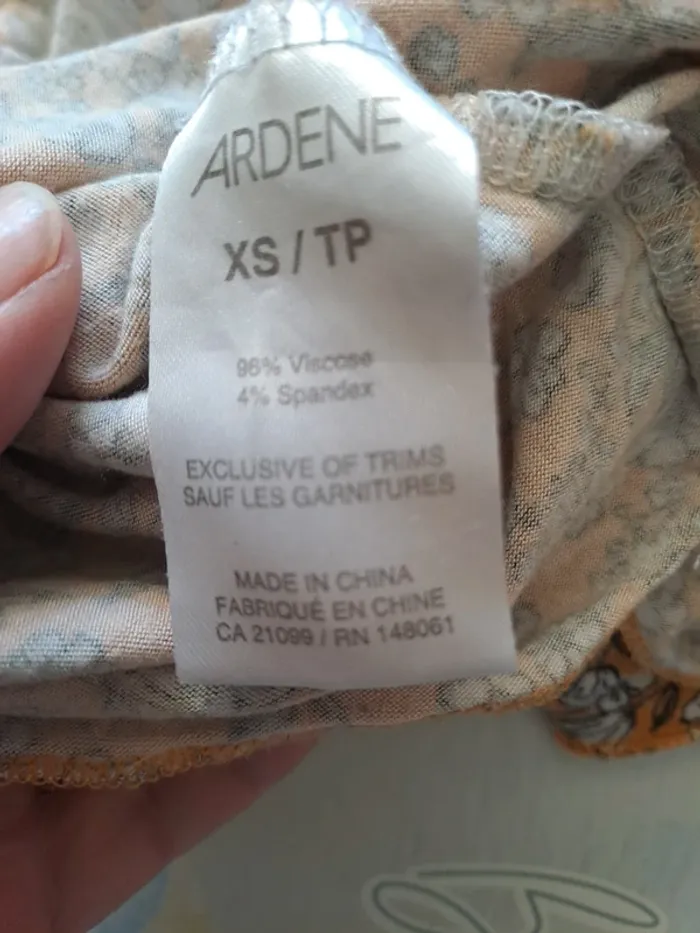 ARDENE
XS / TP
96% Viscose
4% Spandex
EXCLUSIVE OF TRIMS
SAUF LES GARNITURES
MADE IN CHINA
FABRIQUÉ EN CHINE
CA 21099 / RN 148061